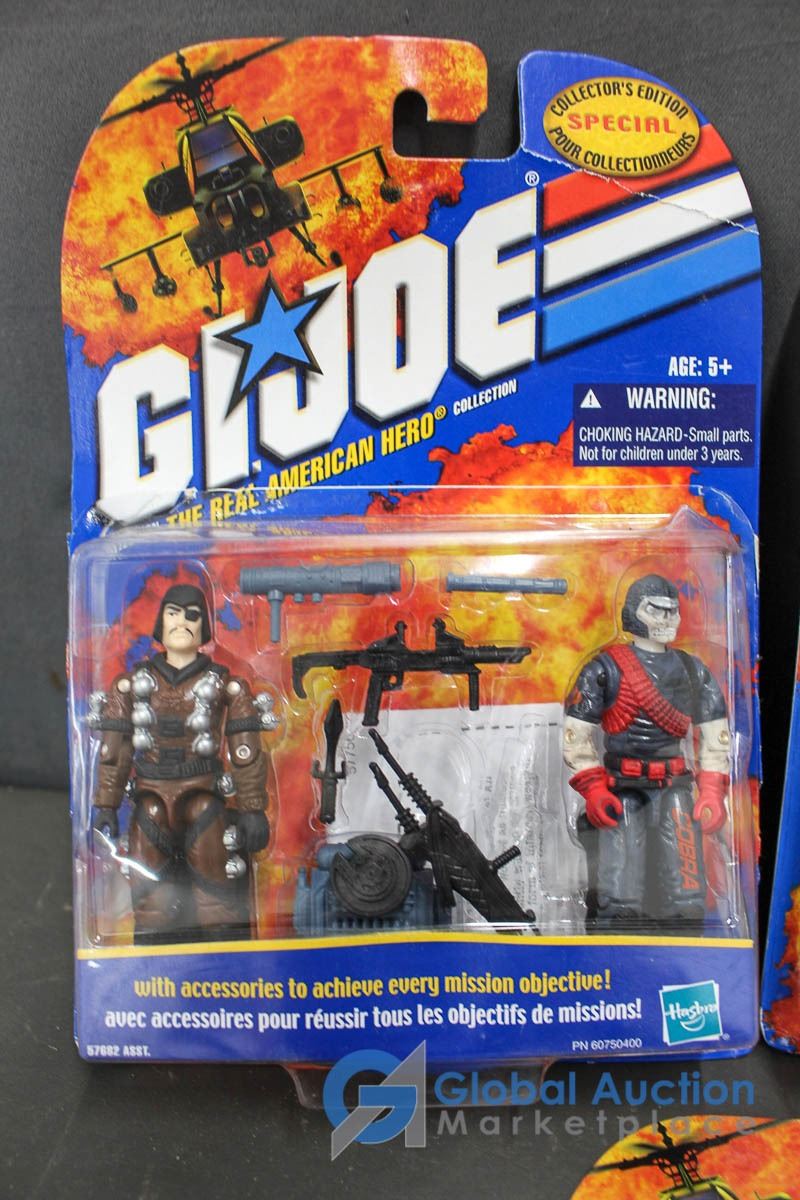 COLLECTOR'S EDITION
SPECIAL
POUR COLLECTIONNEURS
G.I.JOE®
THE REAL AMERICAN HERO® COLLECTION
AGE: 5+
WARNING:
CHOKING HAZARD-Small parts.
Not for children under 3 years.
COBRA
with accessories to achieve every mission objective!
avec accessoires pour réussir tous les objectifs de missions!
Hasbro
57682 ASST.
PN 60750400
Global Auction
Marketplace